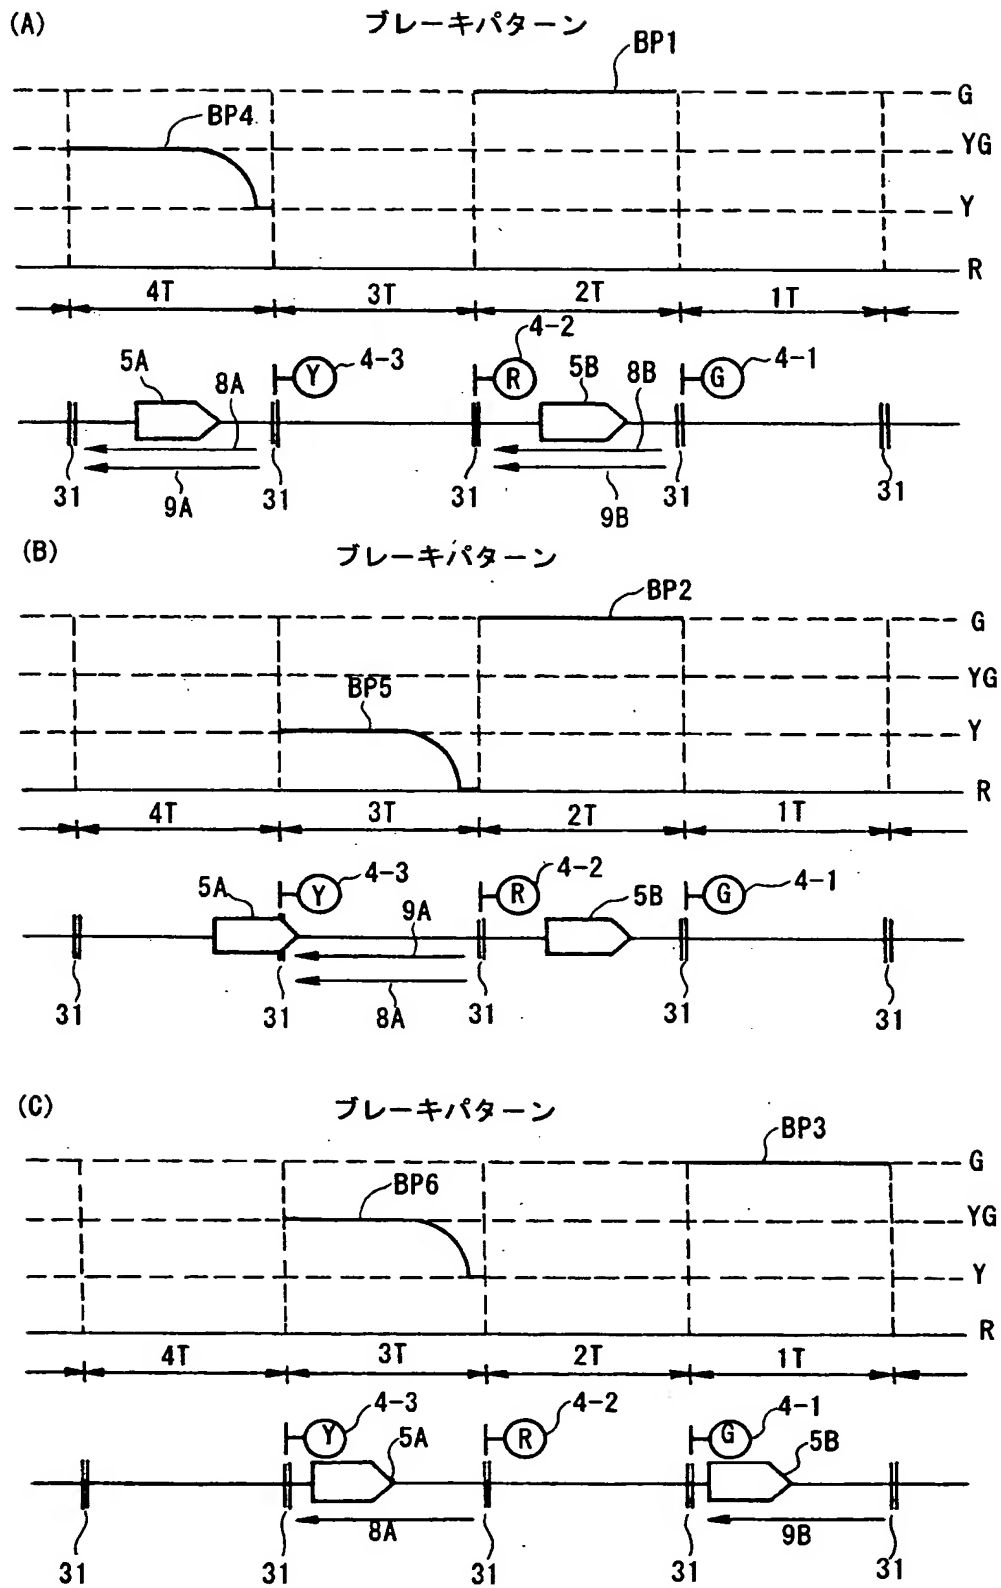 (A) ブレーキパターン
BP1
G
BP4
YG
Y
R
4T 3T 2T 1T
4-2
5A 8A Y 4-3 R 5B 8B G 4-1
31 9A 31 31 9B 31 31
(B) ブレーキパターン
BP2
G
YG
BP5
Y
R
4T 3T 2T 1T
5A Y 4-3 9A R 4-2 5B G 4-1
31 31 8A 31 31 31
(C) ブレーキパターン
BP3
G
BP6
YG
Y
R
4T 3T 2T 1T
Y 4-3 5A R 4-2 G 4-1 5B
8A 9B
31 31 31 31 31